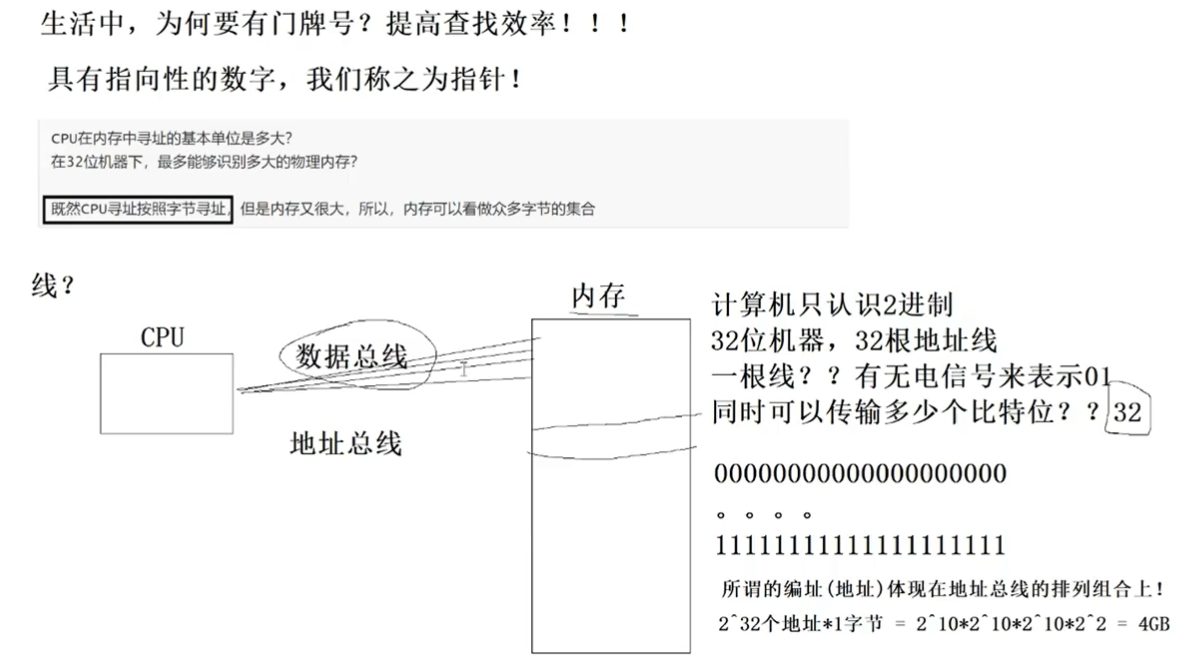 生活中，为何要有门牌号？提高查找效率！！！
具有指向性的数字，我们称之为指针！
CPU在内存中寻址的基本单位是多大?
在32位机器下，最多能够识别多大的物理内存?
既然CPU寻址按照字节寻址，但是内存又很大，所以，内存可以看做众多字节的集合
线？
CPU
数据总线
地址总线
内存
计算机只认识2进制
32位机器，32根地址线
一根线？？有无电信号来表示01
同时可以传输多少个比特位？？32
00000000000000000000
。。。。
11111111111111111111
所谓的编址(地址)体现在地址总线的排列组合上！
2^32个地址*1字节 = 2^10*2^10*2^10*2^2 = 4GB